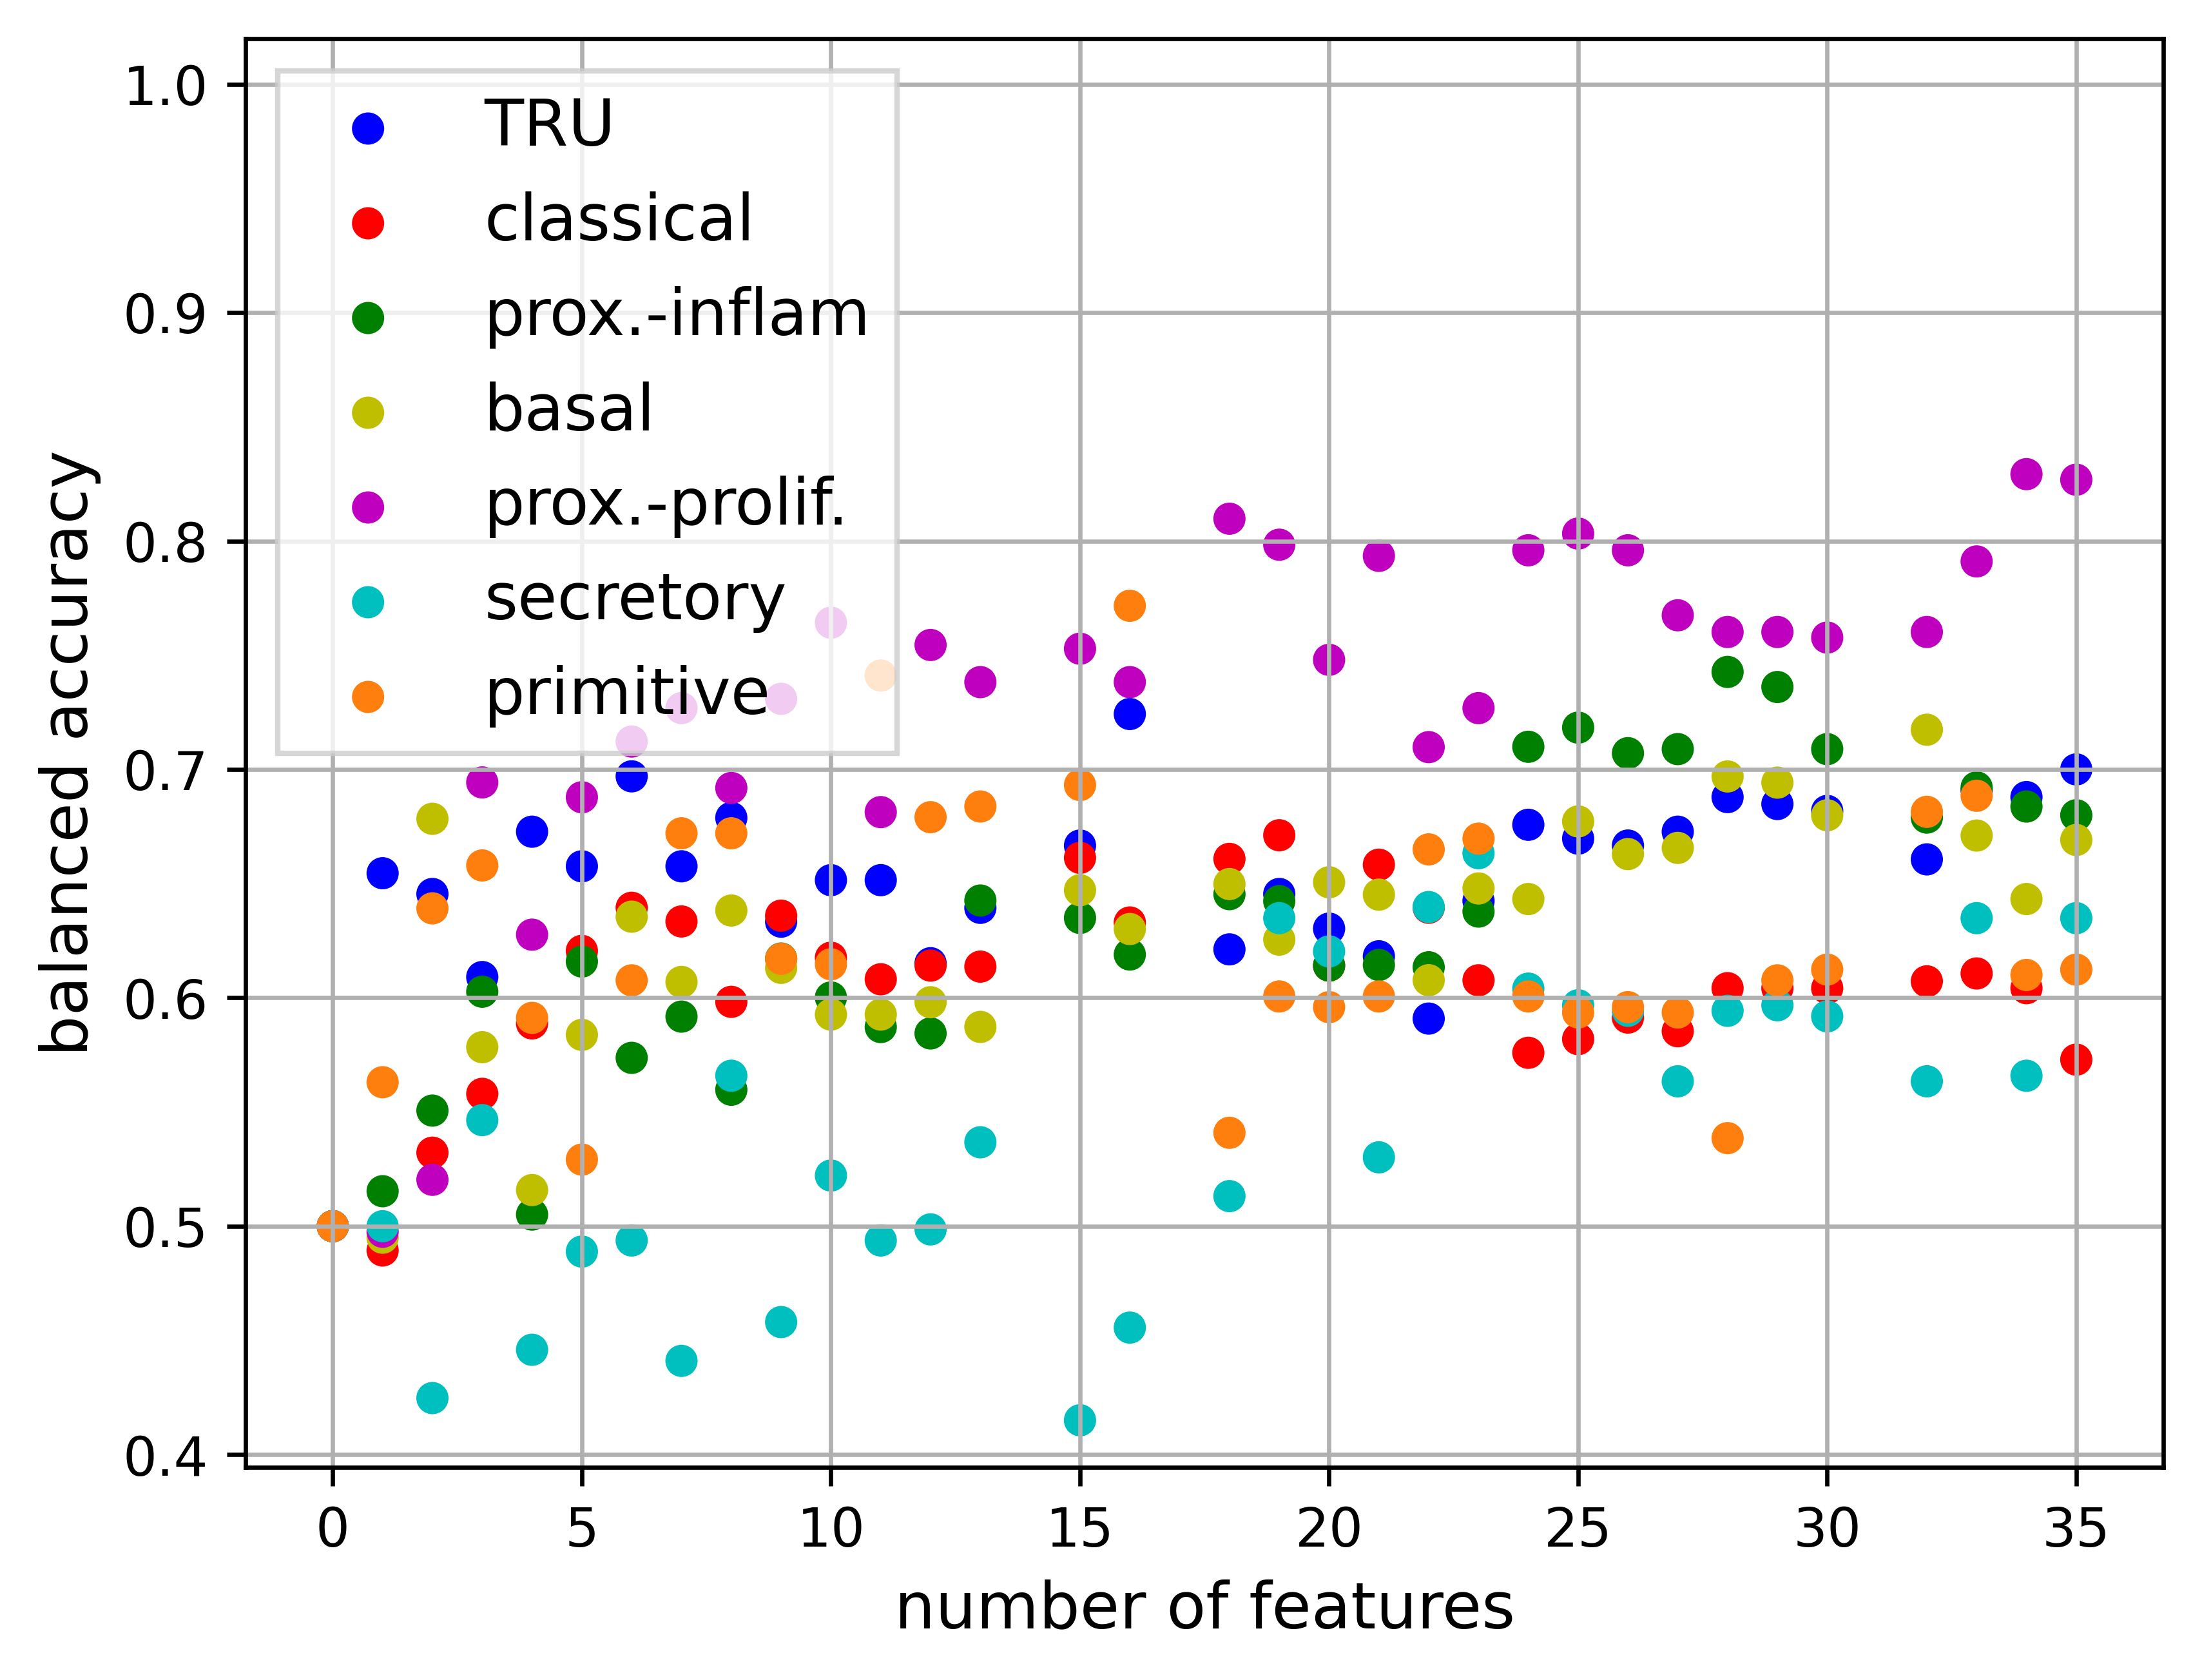 1.0
0.9
0.8
0.7
0.6
0.5
0.4
balanced accuracy
TRU
classical
prox.-inflam
basal
prox.-prolif.
secretory
primitive
0 5 10 15 20 25 30 35
number of features